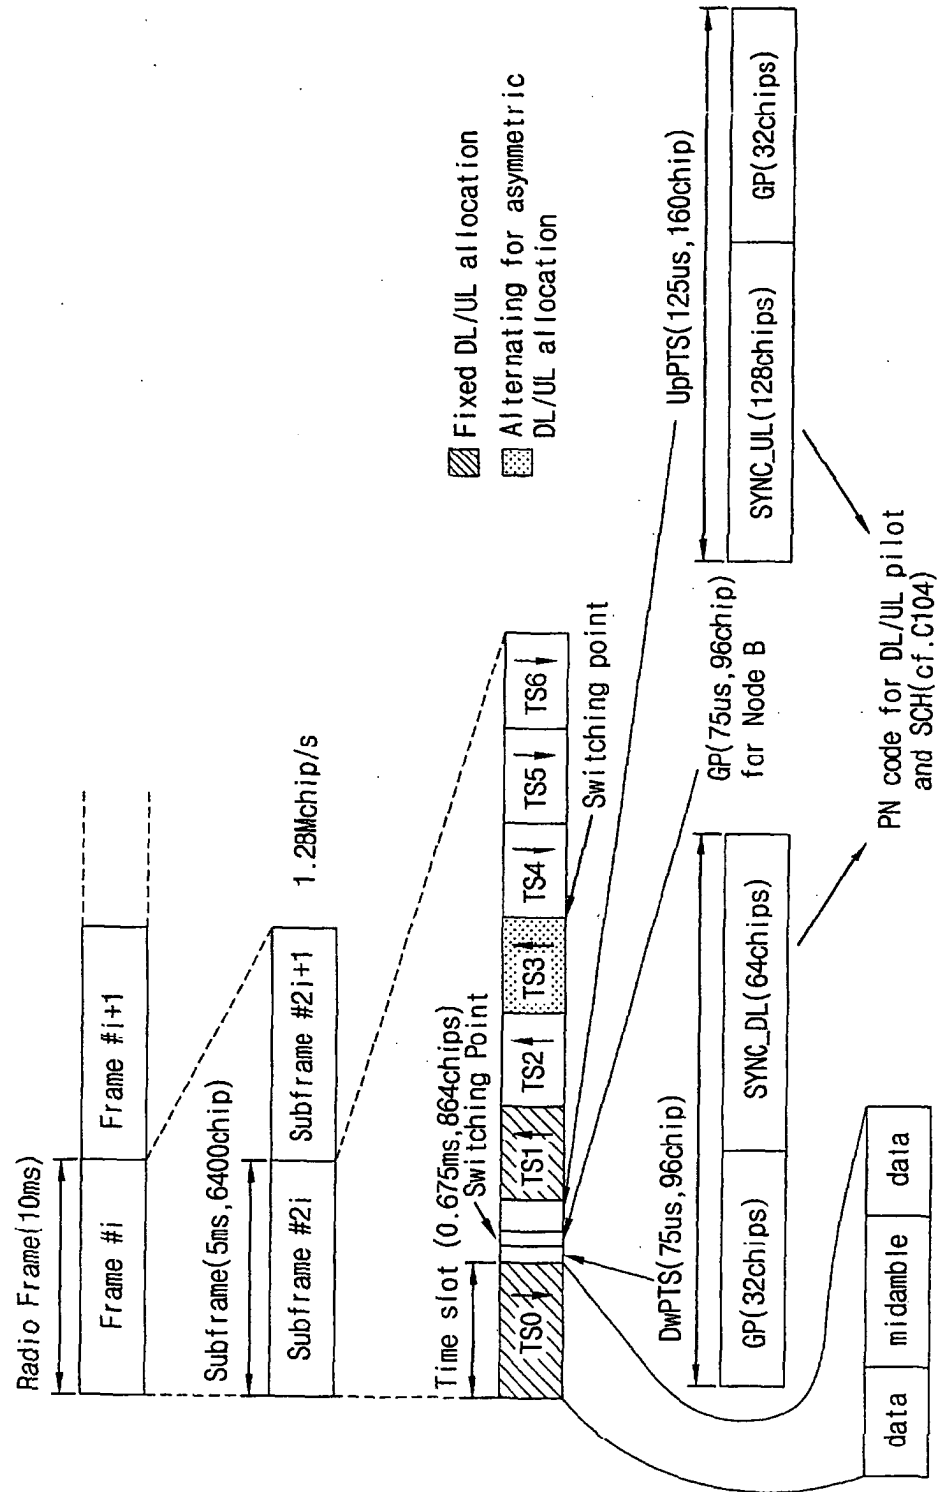 Radio Frame(10ms)
Frame #i
Frame #i+1
Subframe(5ms,6400chip)
Subframe #2i
Subframe #2i+1
1.28Mchip/s
Time slot (0.675ms,864chips)
Switching Point
TS0
TS1
TS2
TS3
TS4
TS5
TS6
Switching point
Fixed DL/UL allocation
Alternating for asymmetric
DL/UL allocation
DwPTS(75us,96chip)
GP(32chips)
SYNC_DL(64chips)
GP(75us,96chip)
for Node B
UpPTS(125us,160chip)
SYNC_UL(128chips)
GP(32chips)
PN code for DL/UL pilot
and SCH(cf.C104)
data
midamble
data